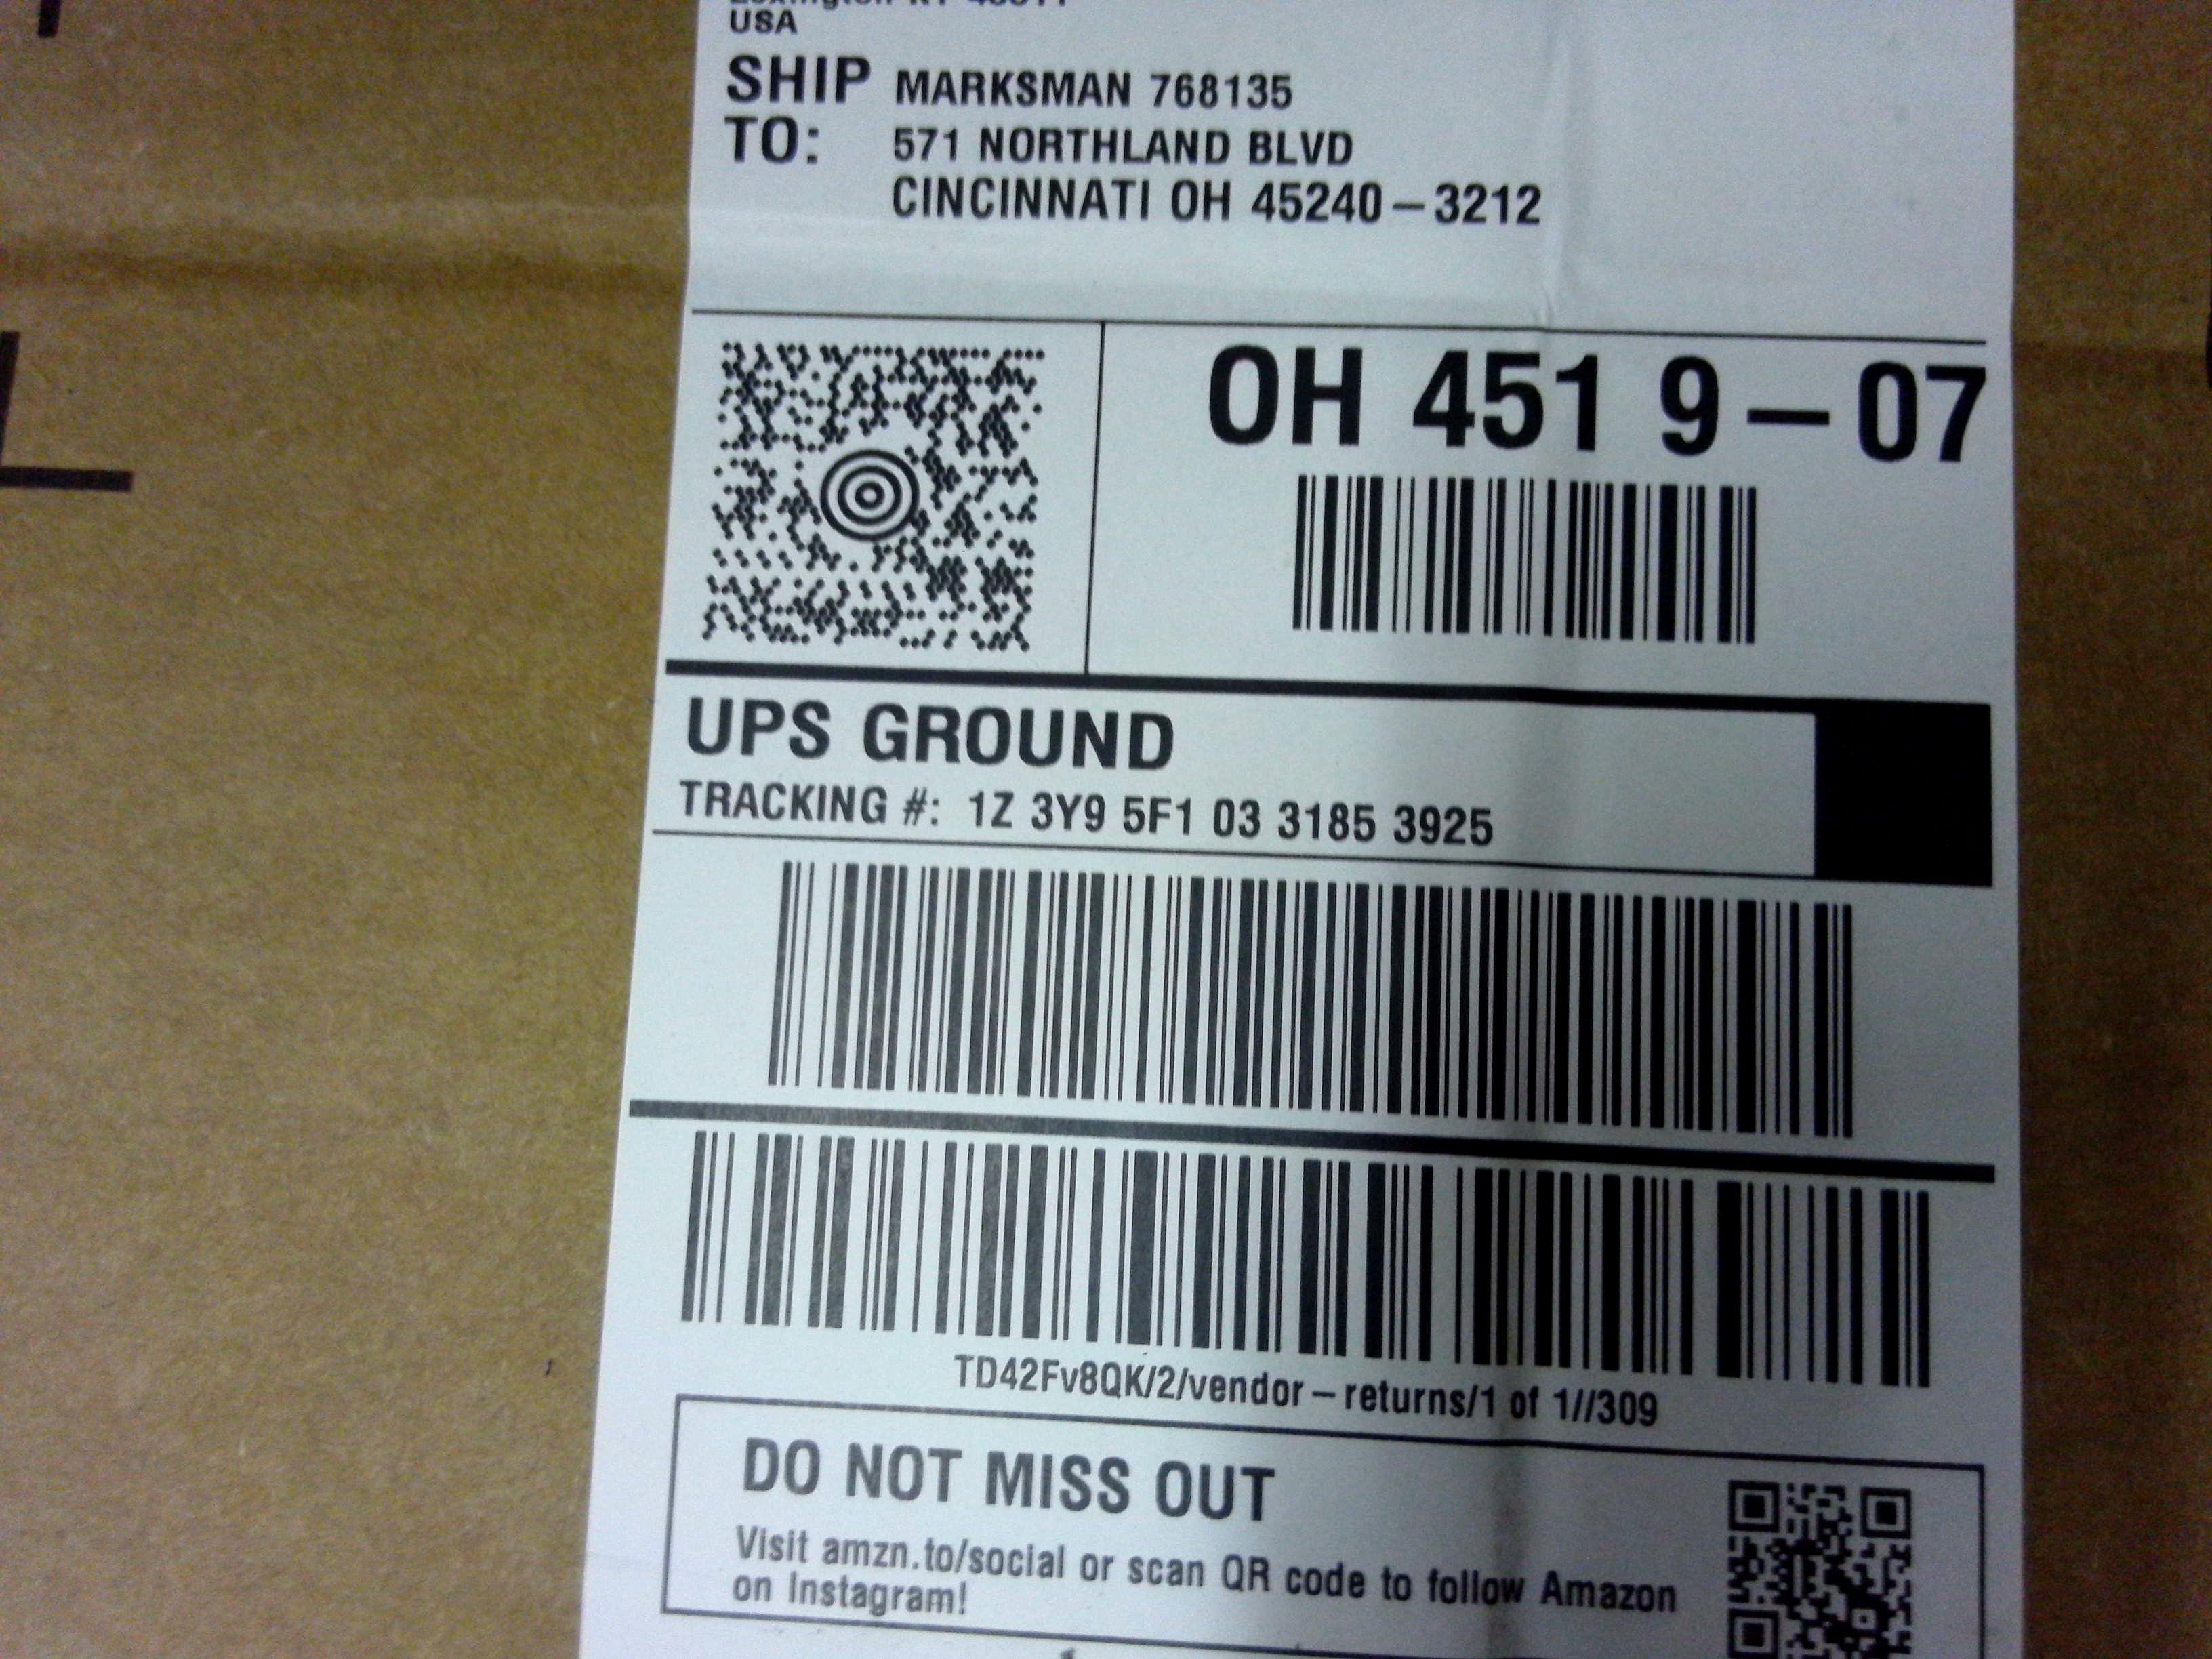 USA
SHIP TO: MARKSMAN 768135
571 NORTHLAND BLVD
CINCINNATI OH 45240-3212
OH 451 9-07
UPS GROUND
TRACKING #: 1Z 3Y9 5F1 03 3185 3925
TD42Fv8QK/2/vendor-returns/1 of 1//309
DO NOT MISS OUT
Visit amzn.to/social or scan QR code to follow Amazon
on Instagram!